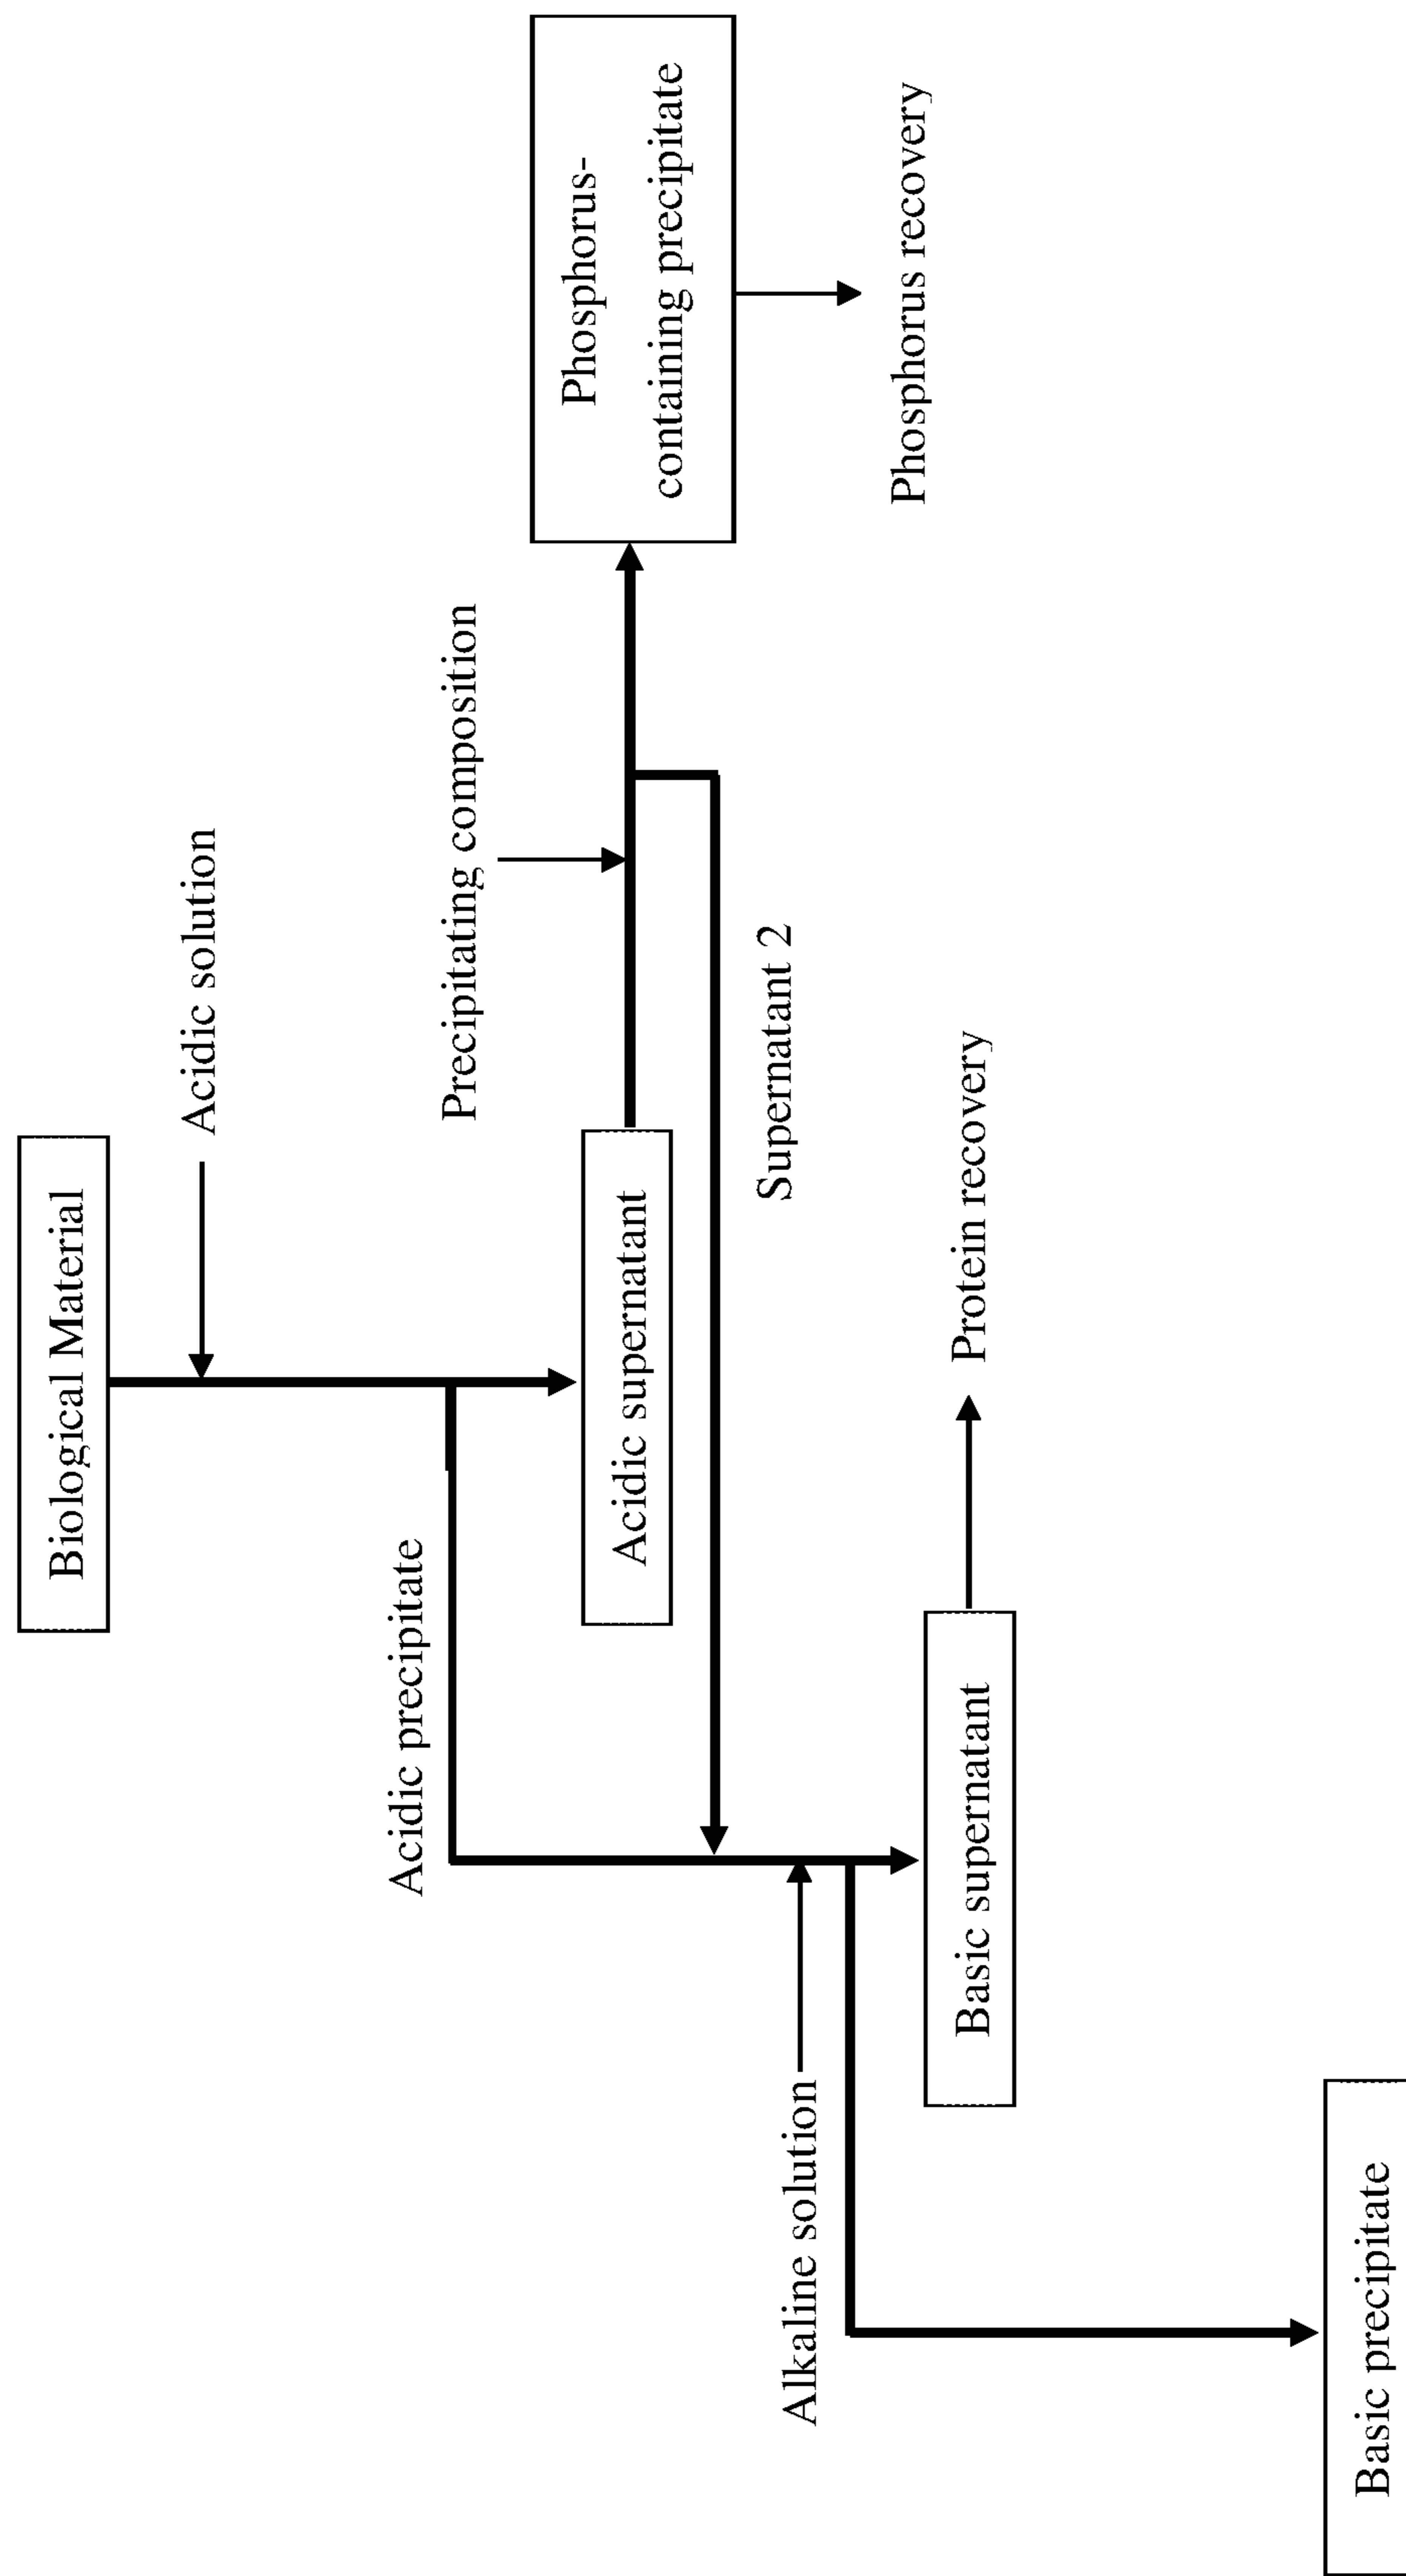 Biological Material
Acidic solution
Acidic precipitate
Precipitating composition
Acidic supernatant
Phosphorus-
containing precipitate
Supernatant 2
Phosphorus recovery
Alkaline solution
Basic supernatant
Protein recovery
Basic precipitate